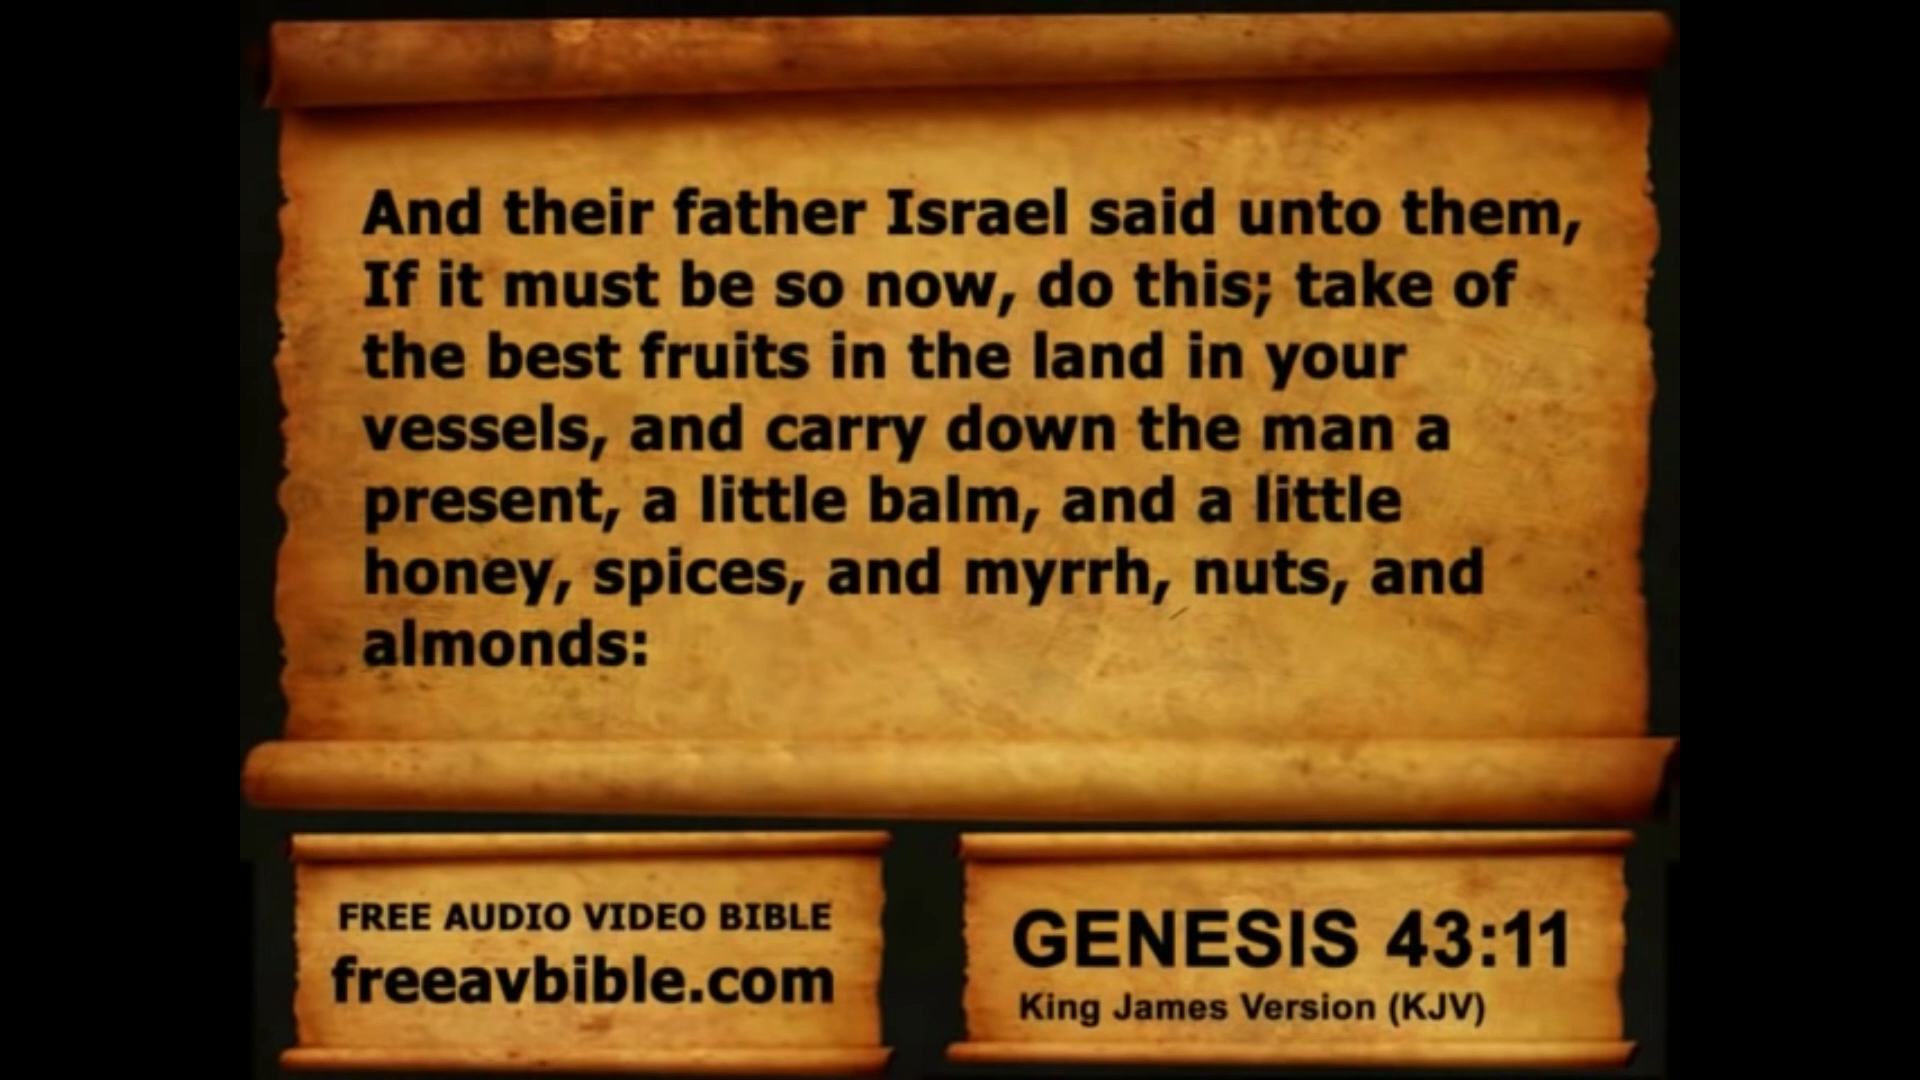 And their father Israel said unto them,
If it must be so now, do this; take of
the best fruits in the land in your
vessels, and carry down the man a
present, a little balm, and a little
honey, spices, and myrrh, nuts, and
almonds:
FREE AUDIO VIDEO BIBLE
freeavbible.com
GENESIS 43:11
King James Version (KJV)